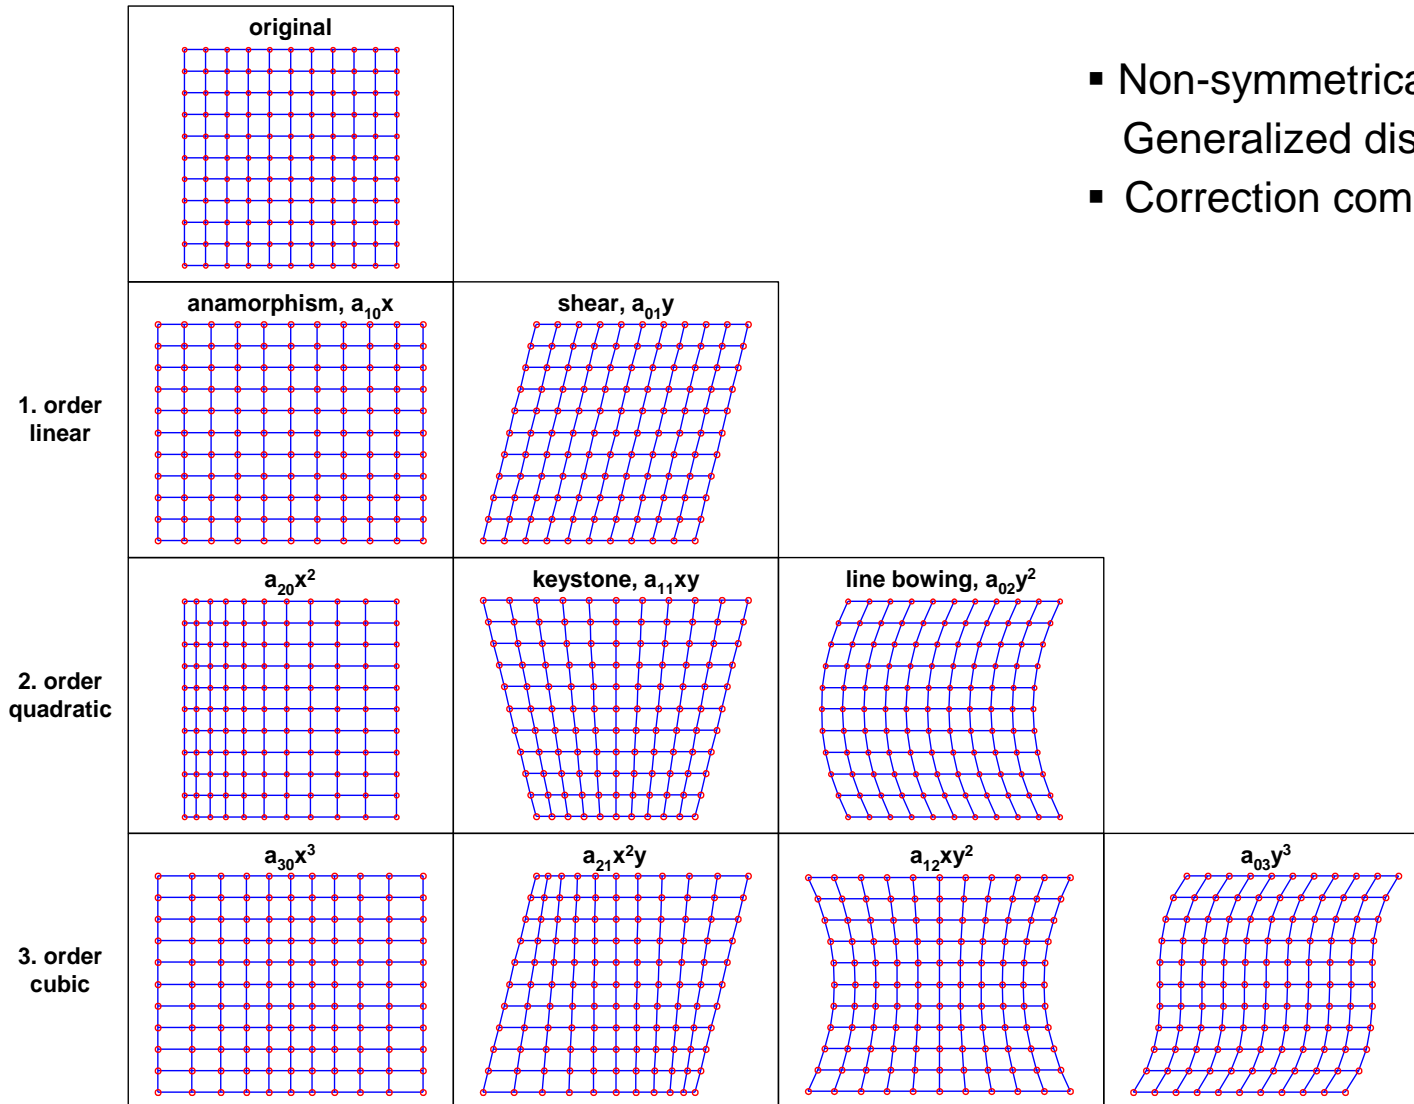 original
▪ Non-symmetrica
Generalized dis
▪ Correction com
anamorphism, a₁₀x
shear, a₀₁y
1. order
linear
a₂₀x²
keystone, a₁₁xy
line bowing, a₀₂y²
2. order
quadratic
a₃₀x³
a₂₁x²y
a₁₂xy²
a₀₃y³
3. order
cubic